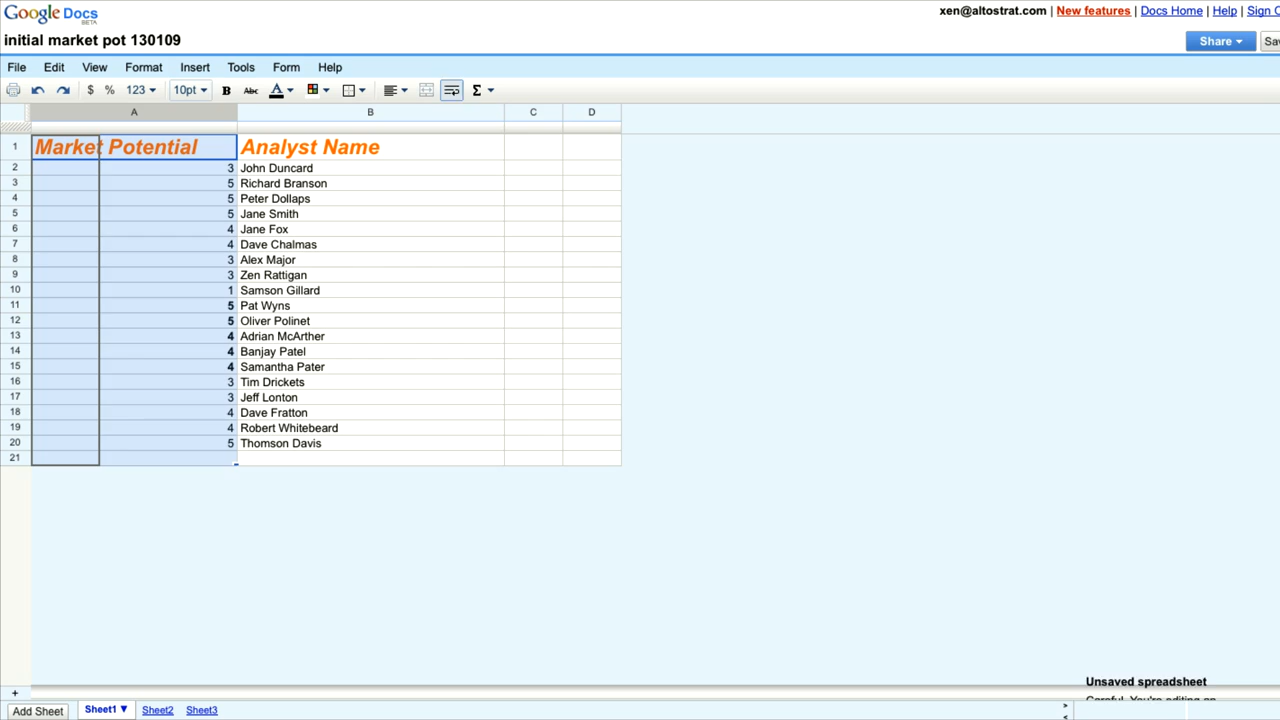 Google Docs
BETA
xen@altostrat.com | New features | Docs Home | Help | Sign
initial market pot 130109
Share
File Edit View Format Insert Tools Form Help
$ % 123 10pt B Abc A Σ
A B C D
1 Market Potential Analyst Name
2 3 John Duncard
3 5 Richard Branson
4 5 Peter Dollaps
5 5 Jane Smith
6 4 Jane Fox
7 4 Dave Chalmas
8 3 Alex Major
9 3 Zen Rattigan
10 1 Samson Gillard
11 5 Pat Wyns
12 5 Oliver Polinet
13 4 Adrian McArther
14 4 Banjay Patel
15 4 Samantha Pater
16 3 Tim Drickets
17 3 Jeff Lonton
18 4 Dave Fratton
19 4 Robert Whitebeard
20 5 Thomson Davis
21
Unsaved spreadsheet
Careful. You're editing an
+
Add Sheet Sheet1 Sheet2 Sheet3